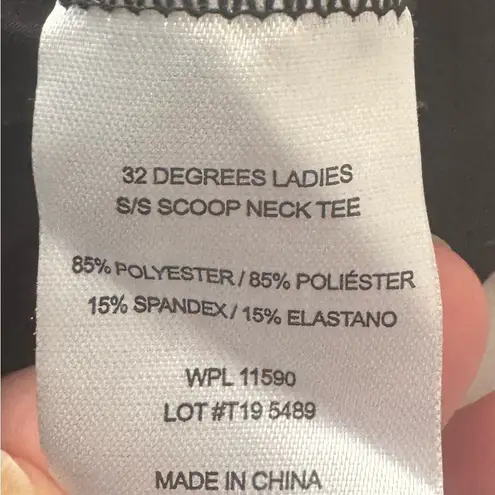 32 DEGREES LADIES
S/S SCOOP NECK TEE
85% POLYESTER / 85% POLIÉSTER
15% SPANDEX / 15% ELASTANO
WPL 11590
LOT #T19 5489
MADE IN CHINA